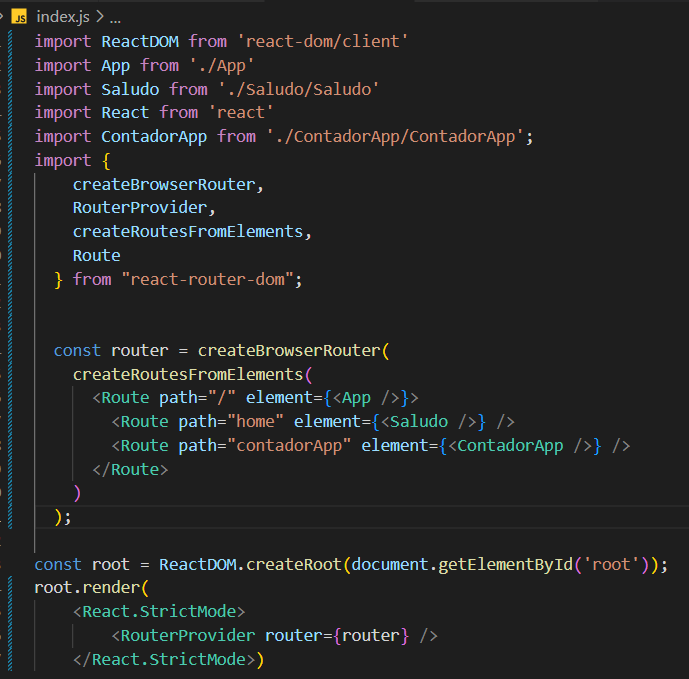 JS index.js > ...
import ReactDOM from 'react-dom/client'
import App from './App'
import Saludo from './Saludo/Saludo'
import React from 'react'
import ContadorApp from './ContadorApp/ContadorApp';
import {
    createBrowserRouter,
    RouterProvider,
    createRoutesFromElements,
    Route
  } from "react-router-dom";
  const router = createBrowserRouter(
    createRoutesFromElements(
      <Route path="/" element={<App />}>
        <Route path="home" element={<Saludo />} />
        <Route path="contadorApp" element={<ContadorApp />} />
      </Route>
    )
  );
const root = ReactDOM.createRoot(document.getElementById('root'));
root.render(
    <React.StrictMode>
        <RouterProvider router={router} />
    </React.StrictMode>)